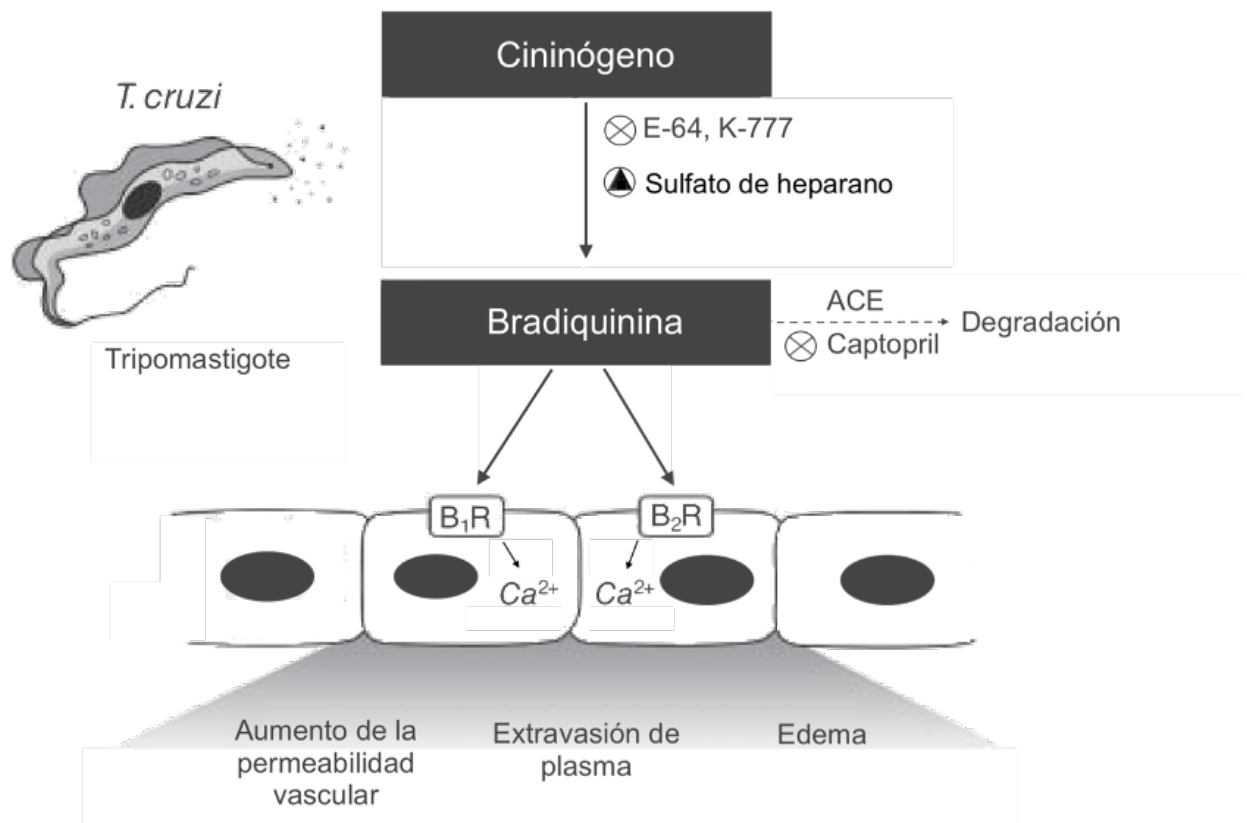 Cininógeno
T. cruzi
E-64, K-777
Sulfato de heparano
Bradiquinina
ACE
Captopril
Degradación
Tripomastigote
B₁R
B₂R
Ca²⁺
Ca²⁺
Aumento de la
permeabilidad
vascular
Extravasión de
plasma
Edema